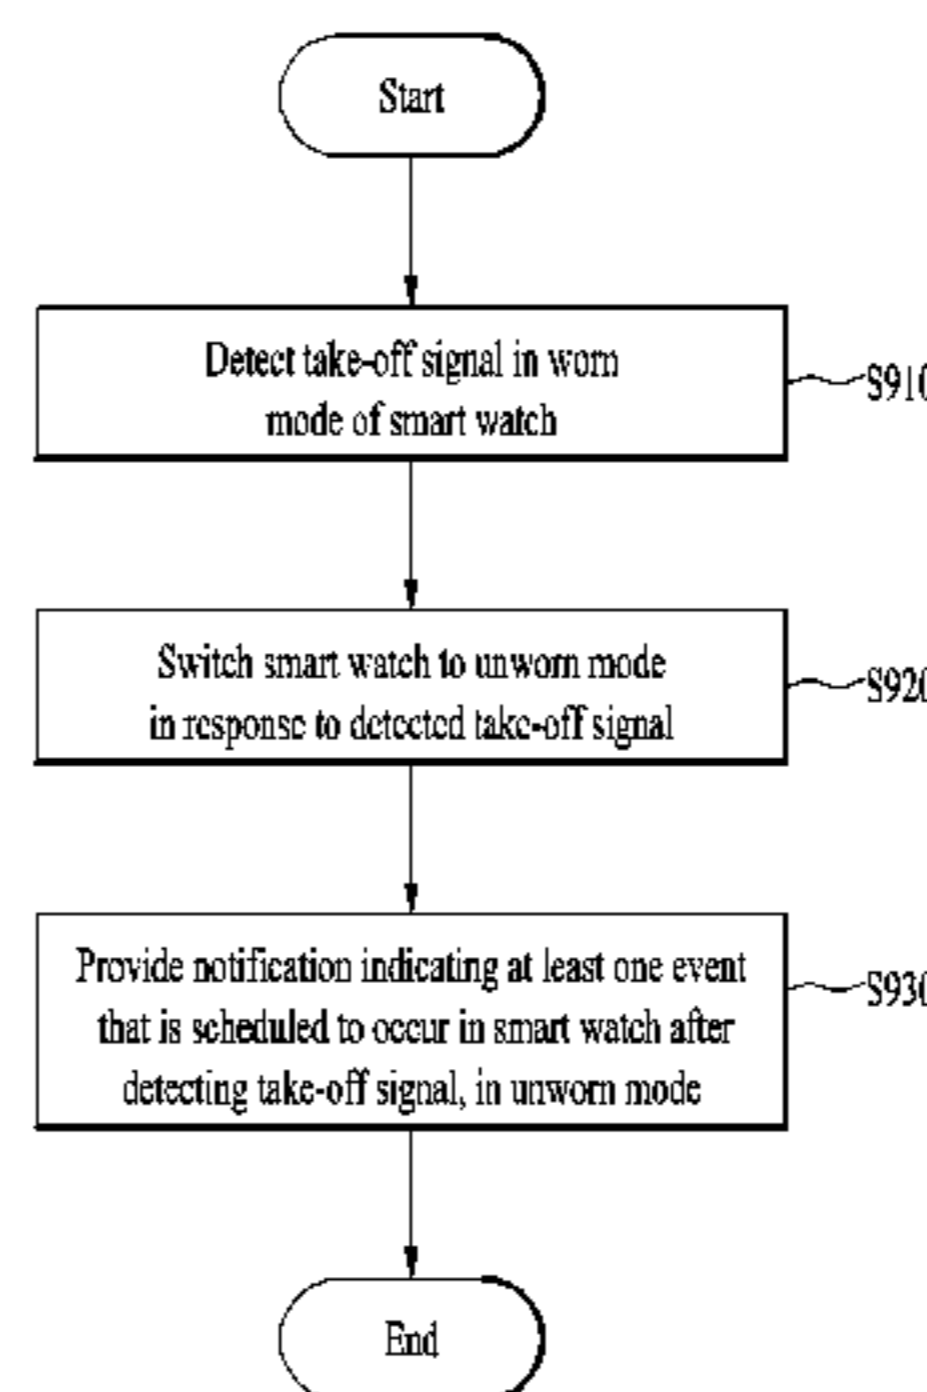 Start
Detect take-off signal in worn
mode of smart watch
S910
Switch smart watch to unworn mode
in response to detected take-off signal
S920
Provide notification indicating at least one event
that is scheduled to occur in smart watch after
detecting take-off signal, in unworn mode
S930
End